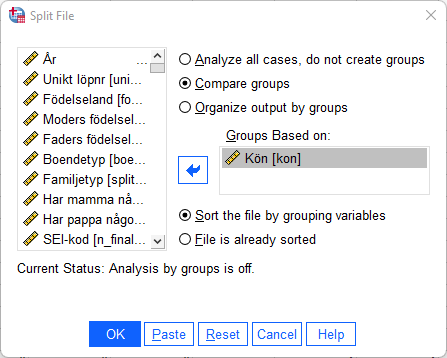 Split File
År ...
Unikt löpnr [uni...
Födelseland [fo...
Moders födelsel...
Faders födelsel...
Boendetyp [boe...
Familjetyp [split...
Har mamma nå...
Har pappa någo...
SEI-kod [n_final...
Analyze all cases, do not create groups
Compare groups
Organize output by groups
Groups Based on:
Kön [kon]
Sort the file by grouping variables
File is already sorted
Current Status: Analysis by groups is off.
OK Paste Reset Cancel Help